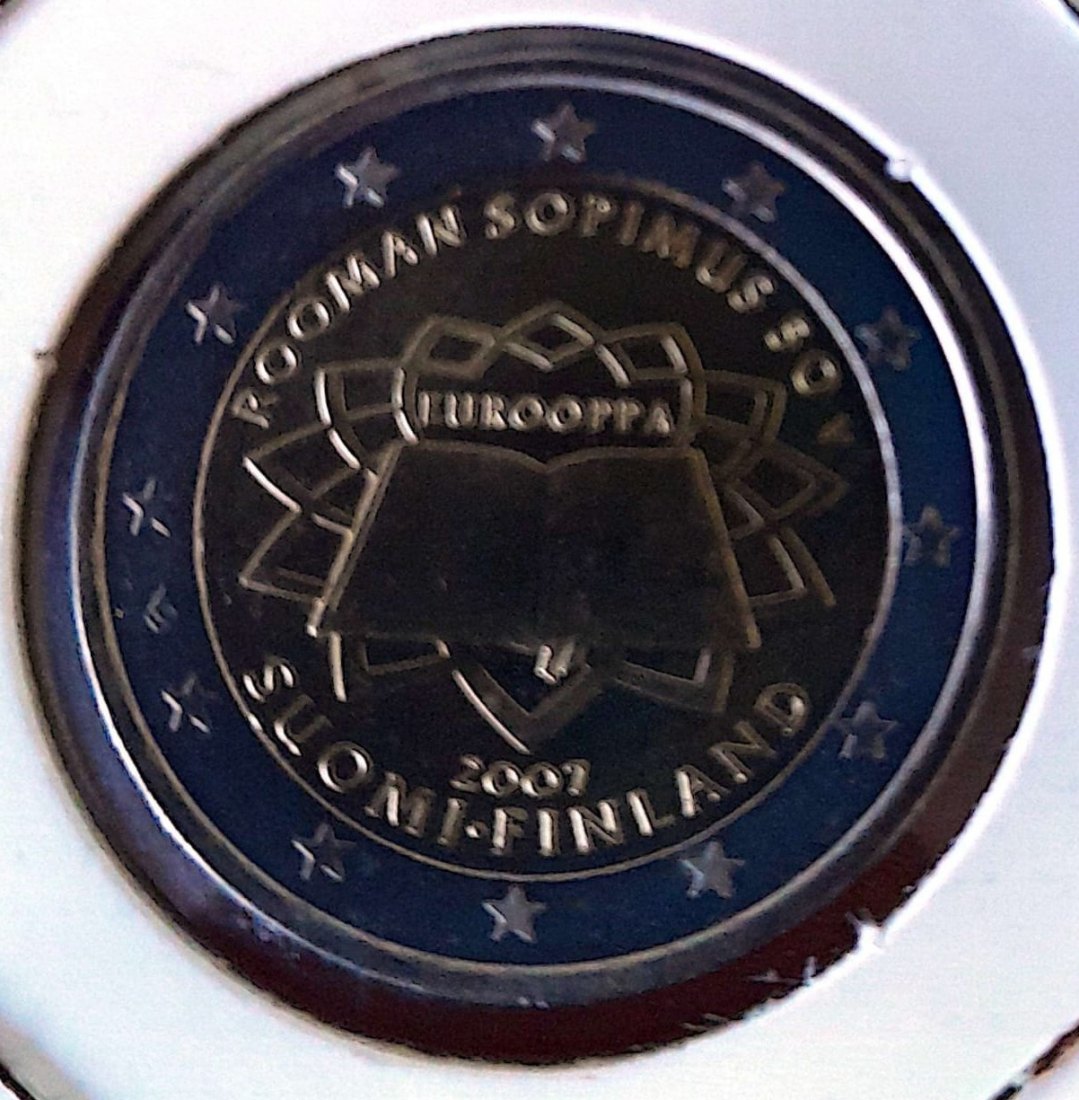 ROOMAN SOPIMUS 50 V
EUROOPPA
2007
SUOMI·FINLAND